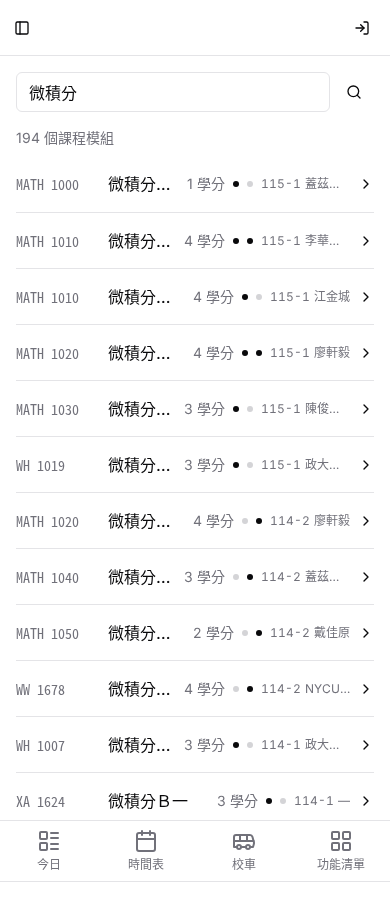 微積分
194 個課程模組
MATH 1000 微積分... 1 學分 115-1 蓋茲...
MATH 1010 微積分... 4 學分 115-1 李華...
MATH 1010 微積分... 4 學分 115-1 江金城
MATH 1020 微積分... 4 學分 115-1 廖軒毅
MATH 1030 微積分... 3 學分 115-1 陳俊...
WH 1019 微積分... 3 學分 115-1 政大...
MATH 1020 微積分... 4 學分 114-2 廖軒毅
MATH 1040 微積分... 3 學分 114-2 蓋茲...
MATH 1050 微積分... 2 學分 114-2 戴佳原
WW 1678 微積分... 4 學分 114-2 NYCU...
WH 1007 微積分... 3 學分 114-1 政大...
XA 1624 微積分Ｂ一 3 學分 114-1 —
今日 時間表 校車 功能清單